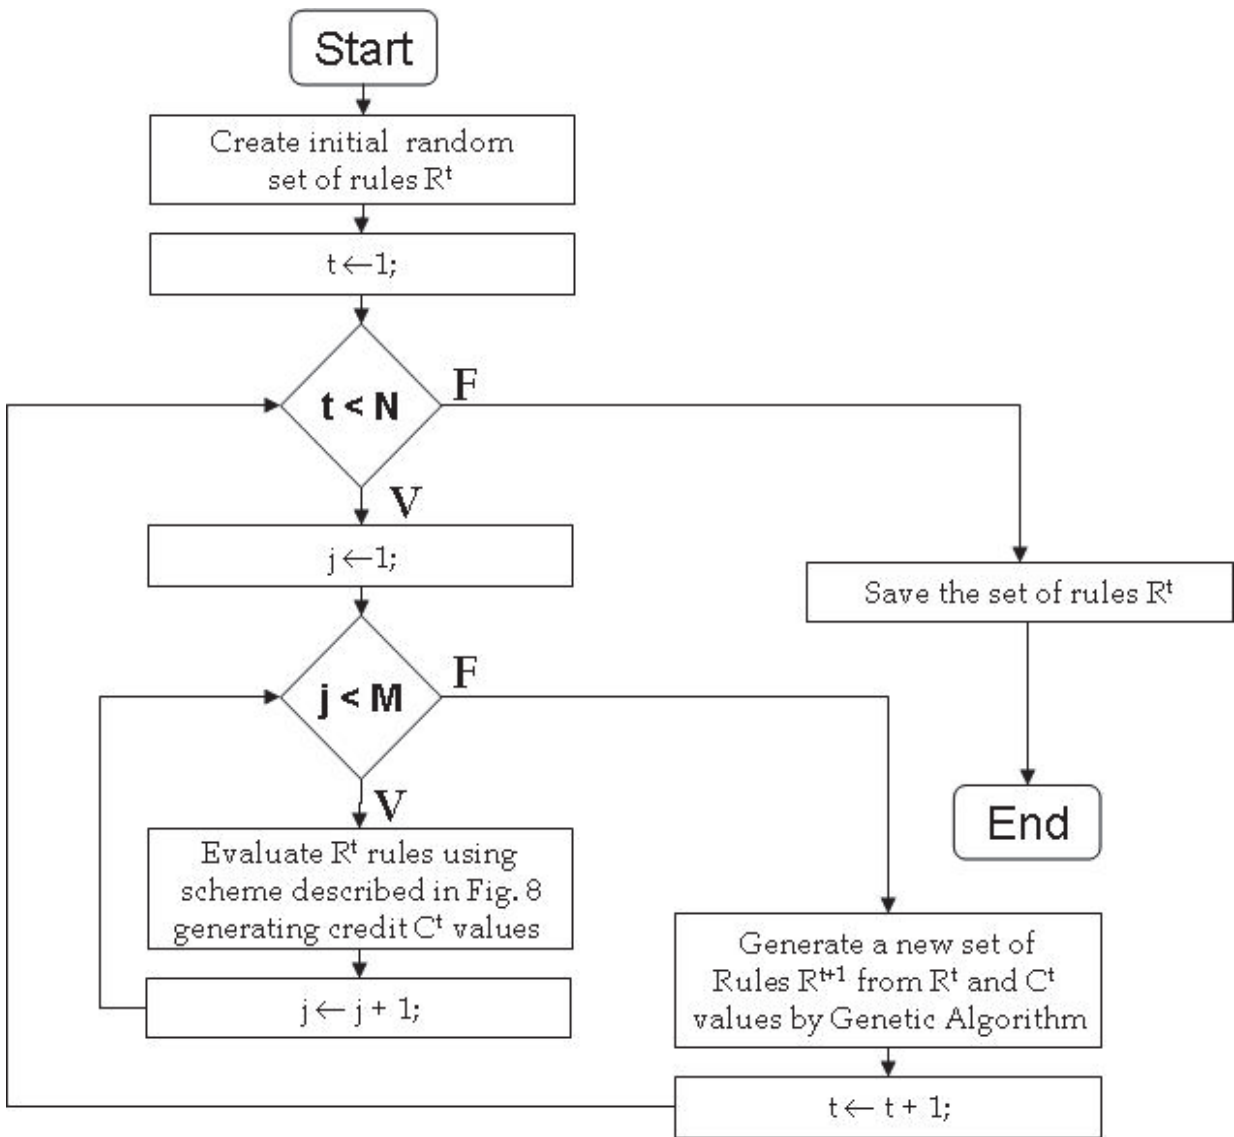 Start
Create initial random
set of rules Rᵗ
t ←1;
t < N
F
V
j ←1;
Save the set of rules Rᵗ
j < M
F
V
End
Evaluate Rᵗ rules using
scheme described in Fig. 8
generating credit Cᵗ values
j ← j + 1;
Generate a new set of
Rules Rᵗ⁺¹ from Rᵗ and Cᵗ
values by Genetic Algorithm
t ← t + 1;